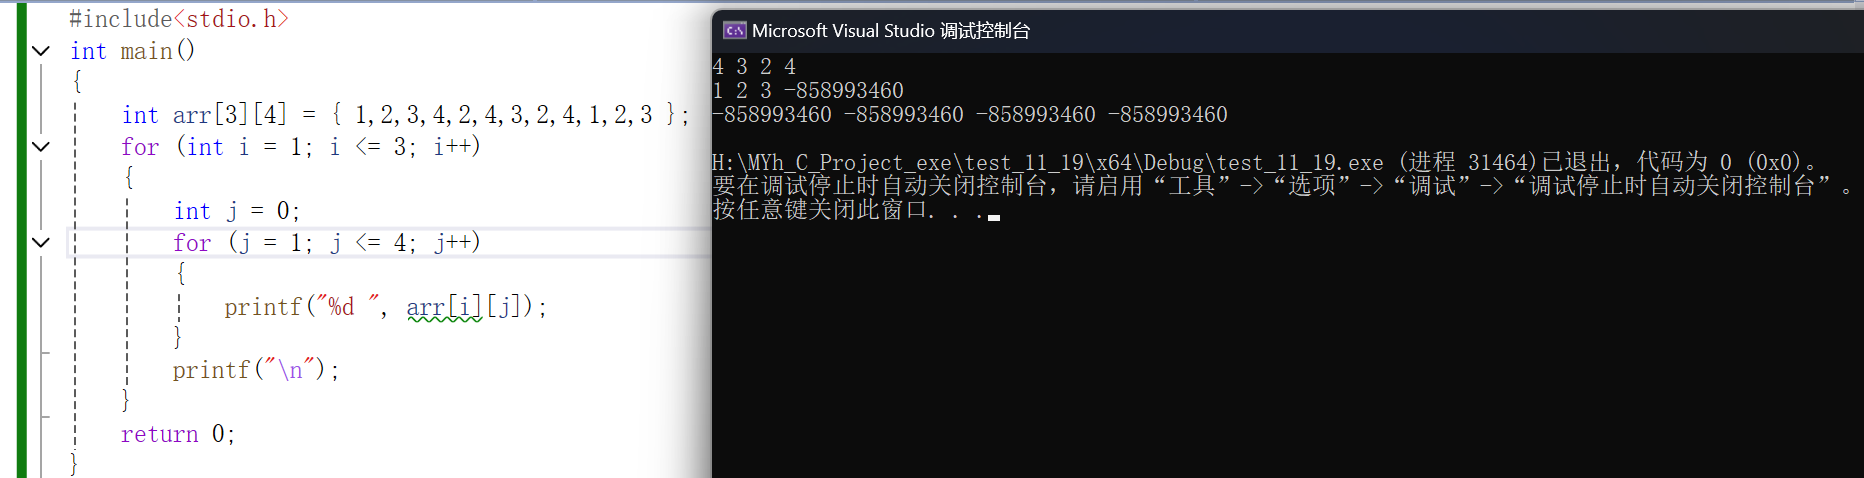 #include<stdio.h>
int main()
{
int arr[3][4] = { 1,2,3,4,2,4,3,2,4,1,2,3 };
for (int i = 1; i <= 3; i++)
{
int j = 0;
for (j = 1; j <= 4; j++)
{
printf("%d ", arr[i][j]);
}
printf("\n");
}
return 0;
}
Microsoft Visual Studio 调试控制台
4 3 2 4
1 2 3 -858993460
-858993460 -858993460 -858993460 -858993460
H:\MYh_C_Project_exe\test_11_19\x64\Debug\test_11_19.exe (进程 31464)已退出，代码为 0 (0x0)。
要在调试停止时自动关闭控制台，请启用“工具”->“选项”->“调试”->“调试停止时自动关闭控制台”。
按任意键关闭此窗口. . .